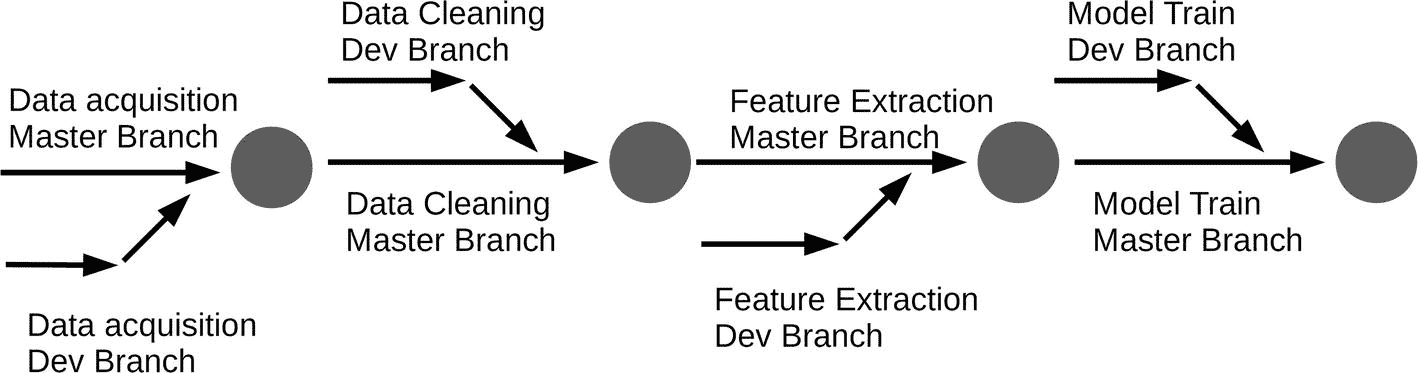 Data acquisition
Master Branch
Data acquisition
Dev Branch
Data Cleaning
Dev Branch
Data Cleaning
Master Branch
Feature Extraction
Master Branch
Feature Extraction
Dev Branch
Model Train
Dev Branch
Model Train
Master Branch